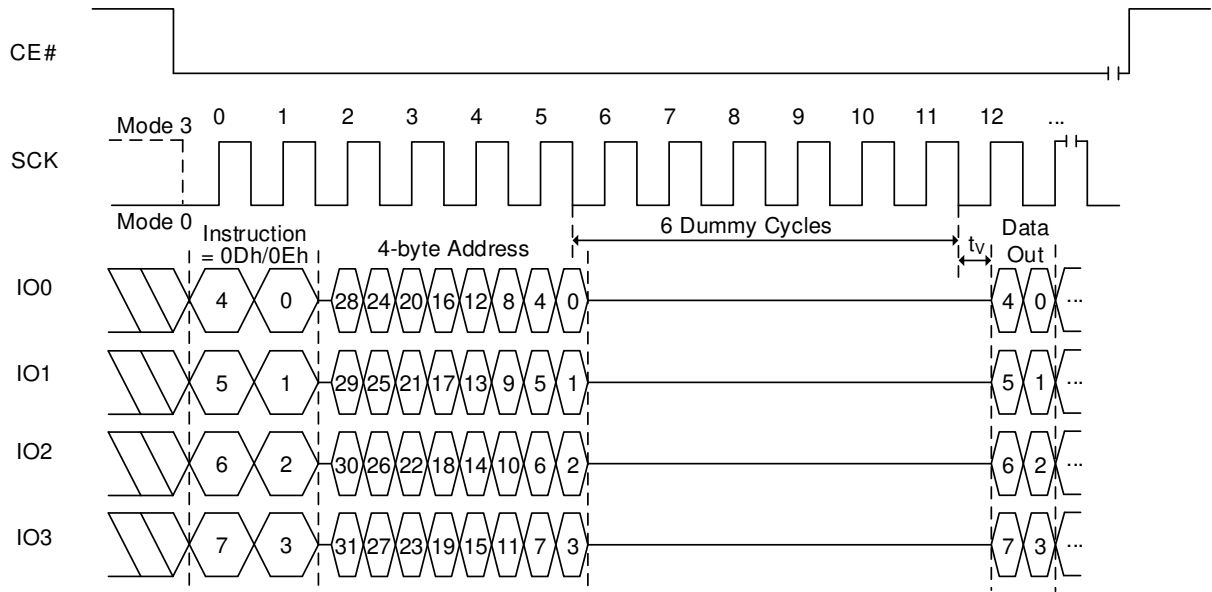 CE#
Mode 3
0 1 2 3 4 5 6 7 8 9 10 11 12 ...
SCK
Mode 0
Instruction
= 0Dh/0Eh
4-byte Address
6 Dummy Cycles
tV
Data
Out
IO0
4 0 28 24 20 16 12 8 4 0 4 0 ...
IO1
5 1 29 25 21 17 13 9 5 1 5 1 ...
IO2
6 2 30 26 22 18 14 10 6 2 6 2 ...
IO3
7 3 31 27 23 19 15 11 7 3 7 3 ...